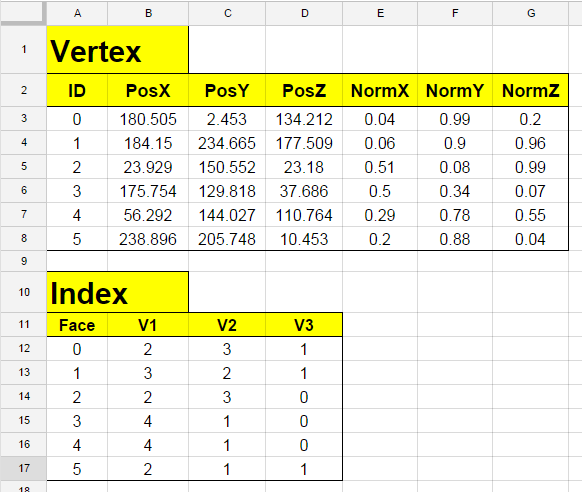 A B C D E F G
1 Vertex
2 ID PosX PosY PosZ NormX NormY NormZ
3 0 180.505 2.453 134.212 0.04 0.99 0.2
4 1 184.15 234.665 177.509 0.06 0.9 0.96
5 2 23.929 150.552 23.18 0.51 0.08 0.99
6 3 175.754 129.818 37.686 0.5 0.34 0.07
7 4 56.292 144.027 110.764 0.29 0.78 0.55
8 5 238.896 205.748 10.453 0.2 0.88 0.04
9
10 Index
11 Face V1 V2 V3
12 0 2 3 1
13 1 3 2 1
14 2 2 3 0
15 3 4 1 0
16 4 4 1 0
17 5 2 1 1
18